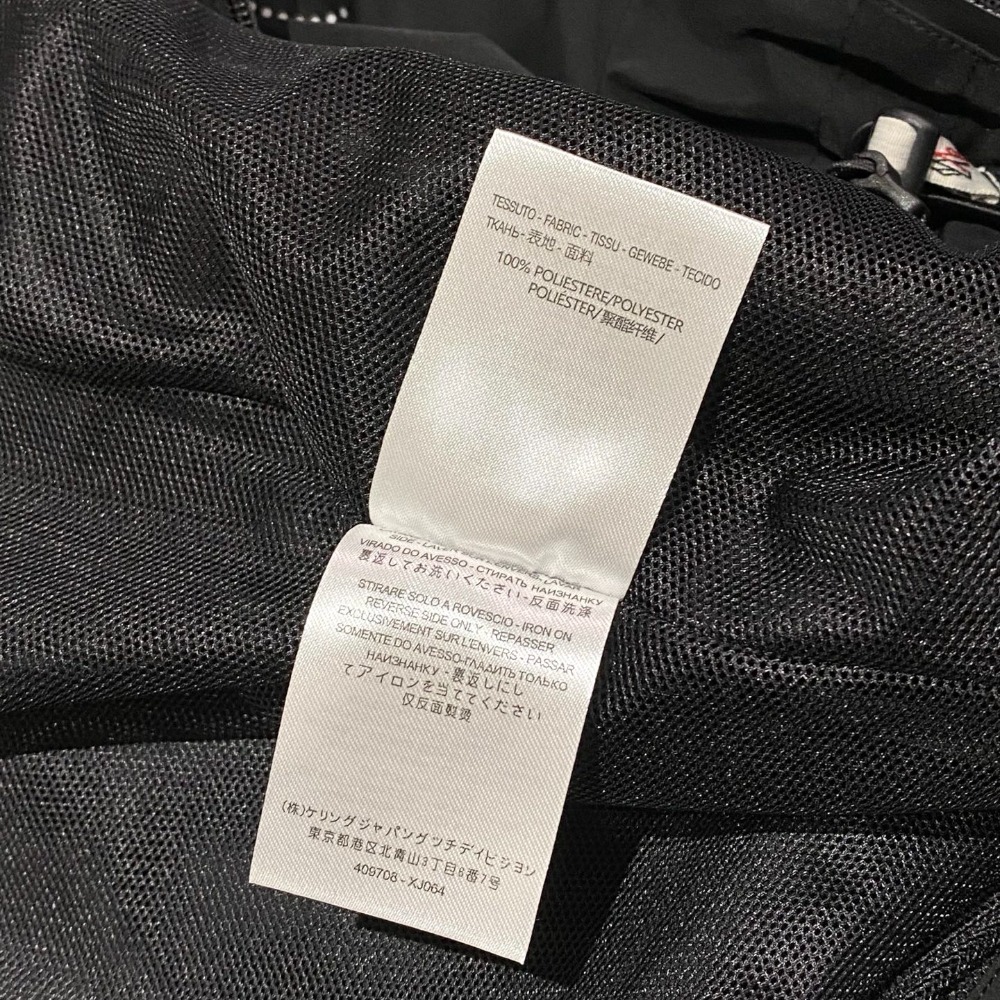 TESSUTO - FABRIC - TISSU - GEWEBE - TECIDO
ТКАНЬ - 表地 - 面料
100% POLIESTERE/POLYESTER
POLIÉSTER/聚酯纤维/
VIRADO DO AVESSO - СТИРАТЬ НАИЗНАНКУ
裏返してお洗いください-反面洗涤
STIRARE SOLO A ROVESCIO - IRON ON
REVERSE SIDE ONLY - REPASSER
EXCLUSIVEMENT SUR L'ENVERS - PASSAR
SOMENTE DO AVESSO-ГЛАДИТЬ ТОЛЬКО
НАИЗНАНКУ - 裏返しにし
てアイロンを当ててください
仅反面熨烫
(株)ケリングジャパングッチディビジョン
東京都港区北青山3丁目6番7号
409708 - XJ064